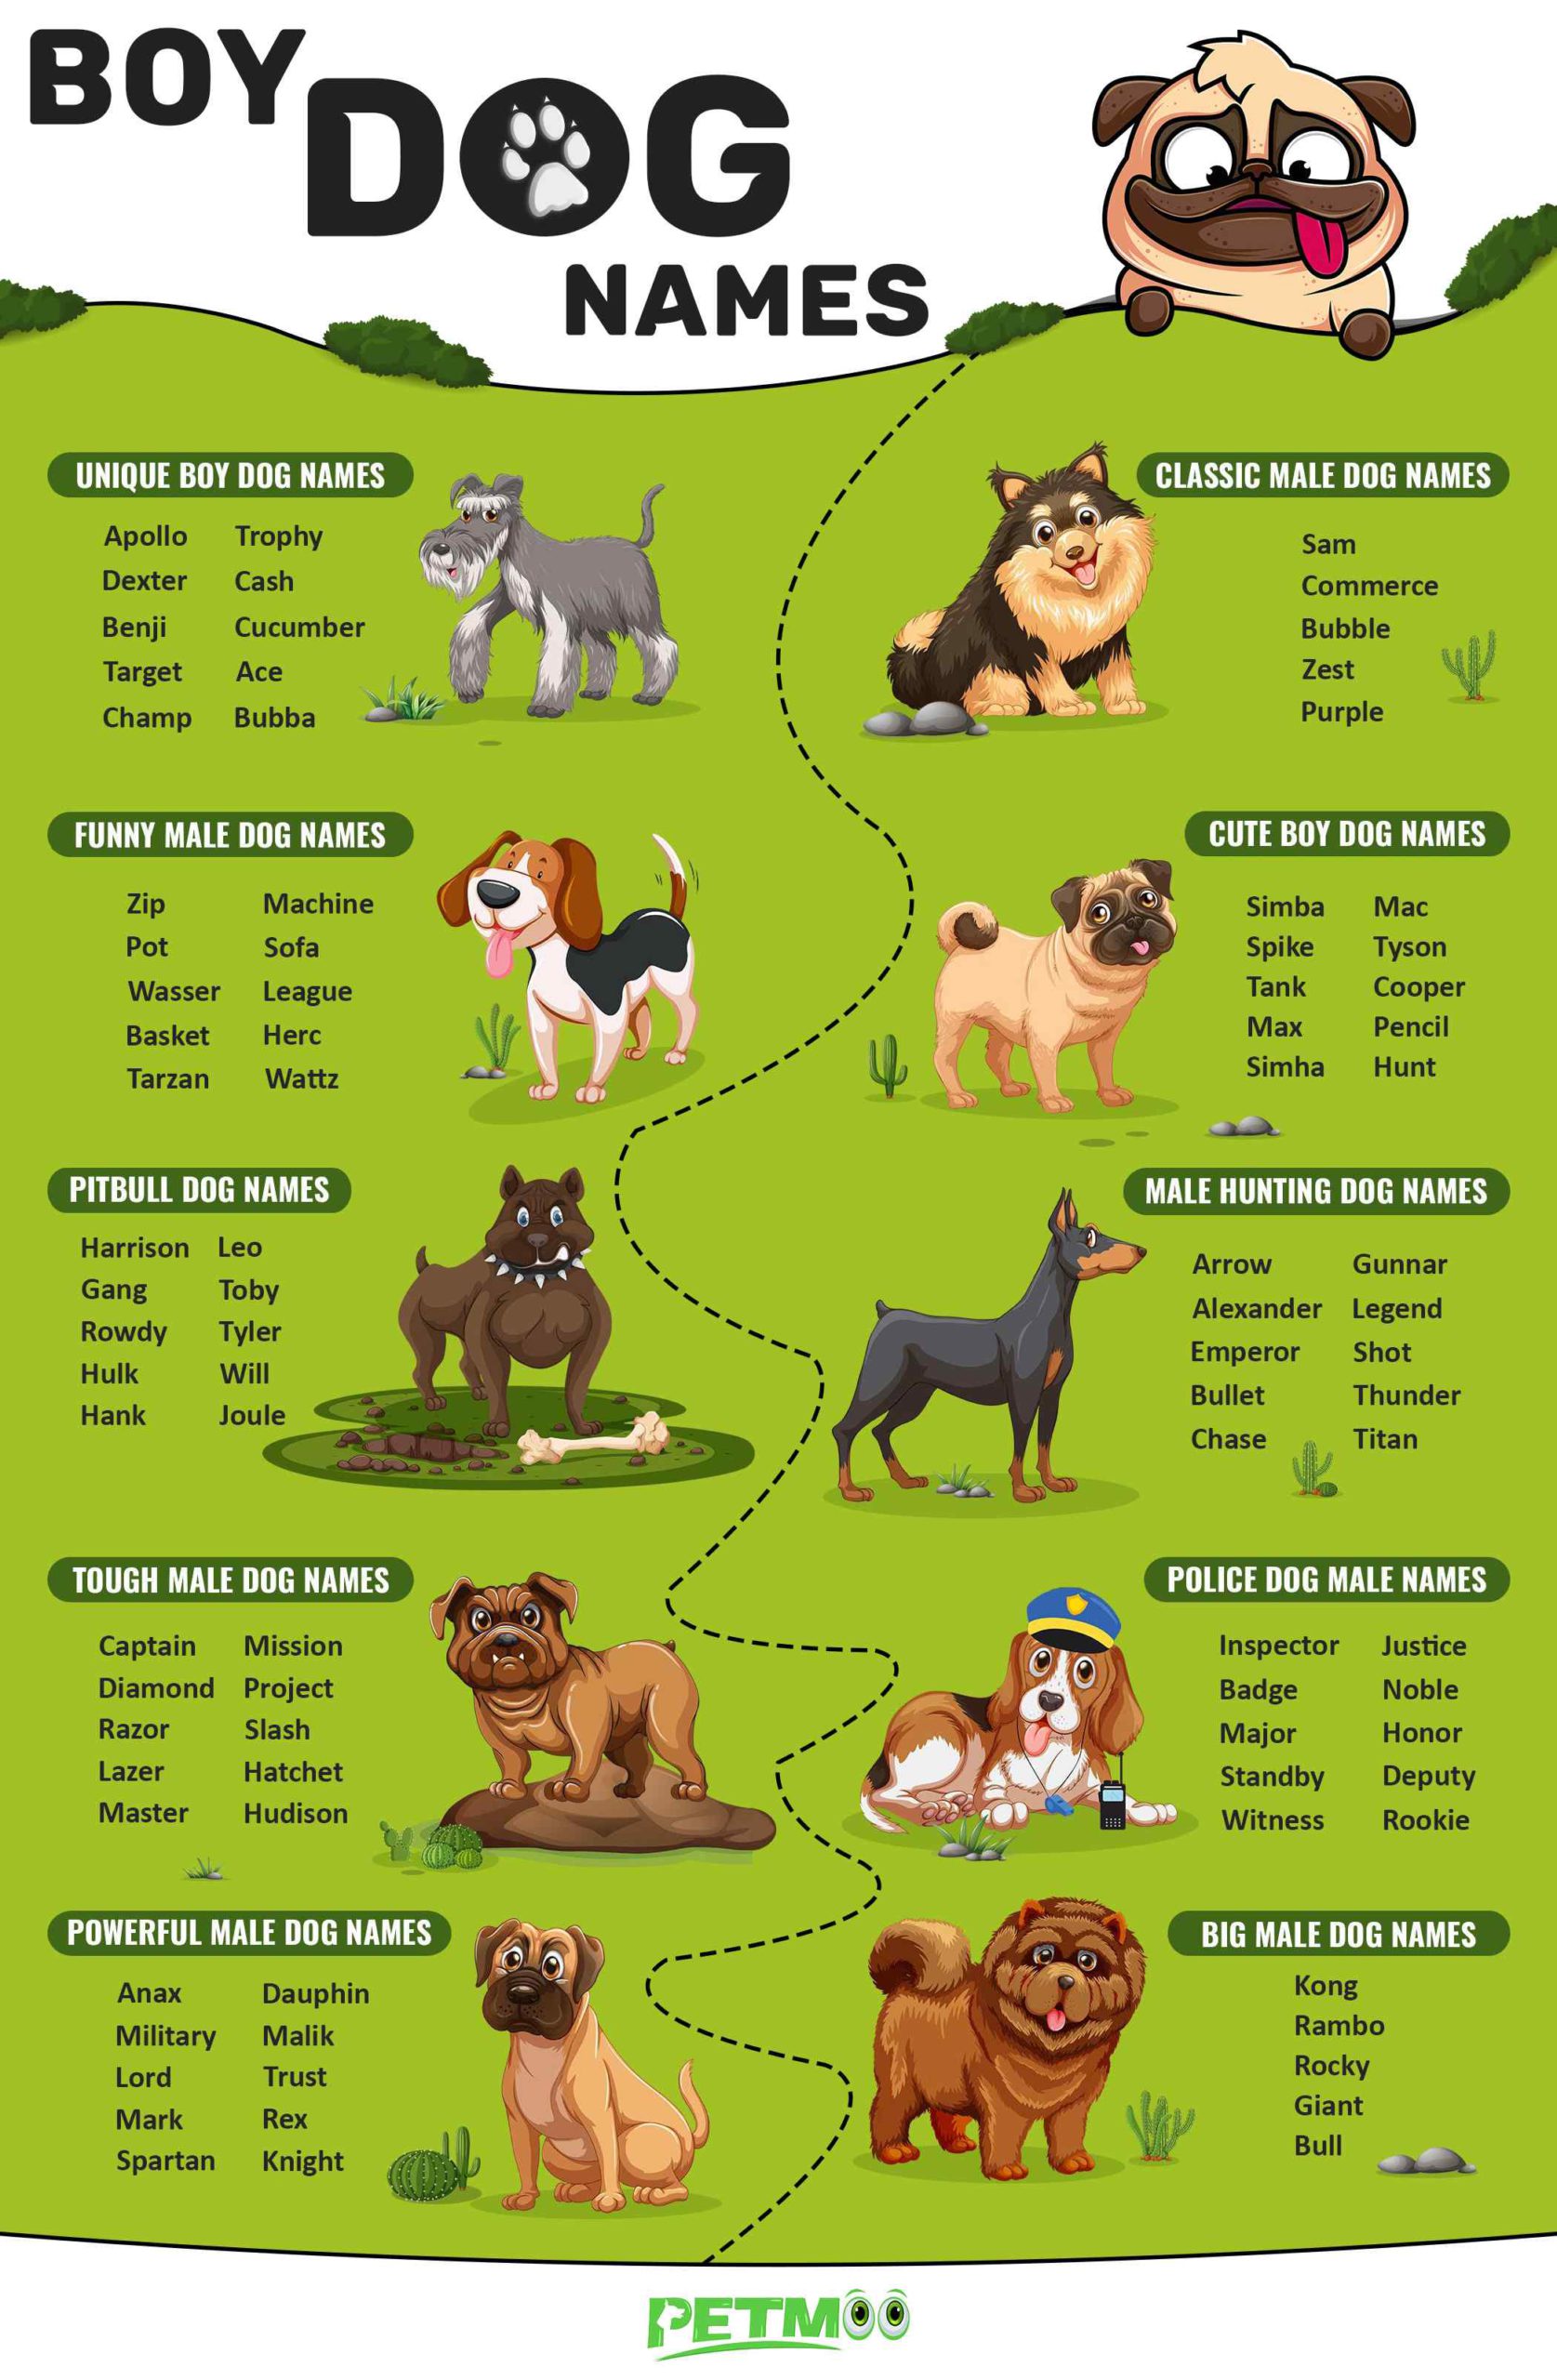 BOY
DOG
NAMES
UNIQUE BOY DOG NAMES
Apollo Trophy
Dexter Cash
Benji Cucumber
Target Ace
Champ Bubba
CLASSIC MALE DOG NAMES
Sam
Commerce
Bubble
Zest
Purple
FUNNY MALE DOG NAMES
Zip Machine
Pot Sofa
Wasser League
Basket Herc
Tarzan Wattz
CUTE BOY DOG NAMES
Simba Mac
Spike Tyson
Tank Cooper
Max Pencil
Simha Hunt
PITBULL DOG NAMES
Harrison Leo
Gang Toby
Rowdy Tyler
Hulk Will
Hank Joule
MALE HUNTING DOG NAMES
Arrow Gunnar
Alexander Legend
Emperor Shot
Bullet Thunder
Chase Titan
TOUGH MALE DOG NAMES
Captain Mission
Diamond Project
Razor Slash
Lazer Hatchet
Master Hudison
POLICE DOG MALE NAMES
Inspector Justice
Badge Noble
Major Honor
Standby Deputy
Witness Rookie
POWERFUL MALE DOG NAMES
Anax Dauphin
Military Malik
Lord Trust
Mark Rex
Spartan Knight
BIG MALE DOG NAMES
Kong
Rambo
Rocky
Giant
Bull
PETMOO